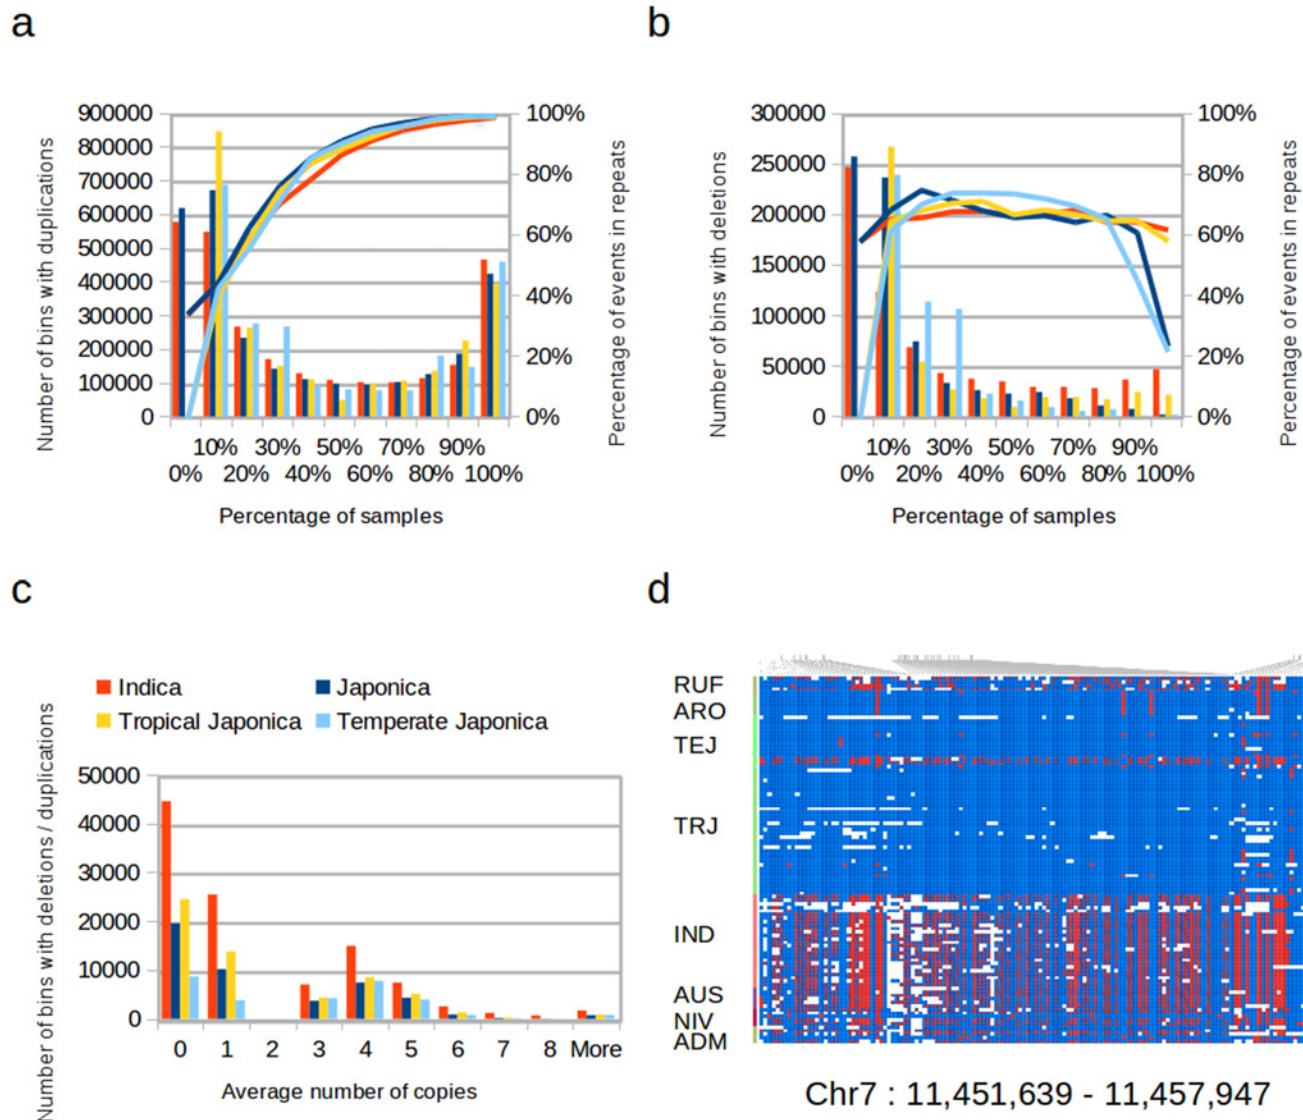 a
Number of bins with duplications
900000
800000
700000
600000
500000
400000
300000
200000
100000
0
100%
80%
60%
40%
20%
0%
Percentage of events in repeats
10% 30% 50% 70% 90%
0% 20% 40% 60% 80% 100%
Percentage of samples
b
Number of bins with deletions
300000
250000
200000
150000
100000
50000
0
100%
80%
60%
40%
20%
0%
Percentage of events in repeats
10% 30% 50% 70% 90%
0% 20% 40% 60% 80% 100%
Percentage of samples
c
Indica Japonica
Tropical Japonica Temperate Japonica
Number of bins with deletions / duplications
50000
40000
30000
20000
10000
0
0 1 2 3 4 5 6 7 8 More
Average number of copies
d
RUF
ARO
TEJ
TRJ
IND
AUS
NIV
ADM
Chr7 : 11,451,639 - 11,457,947